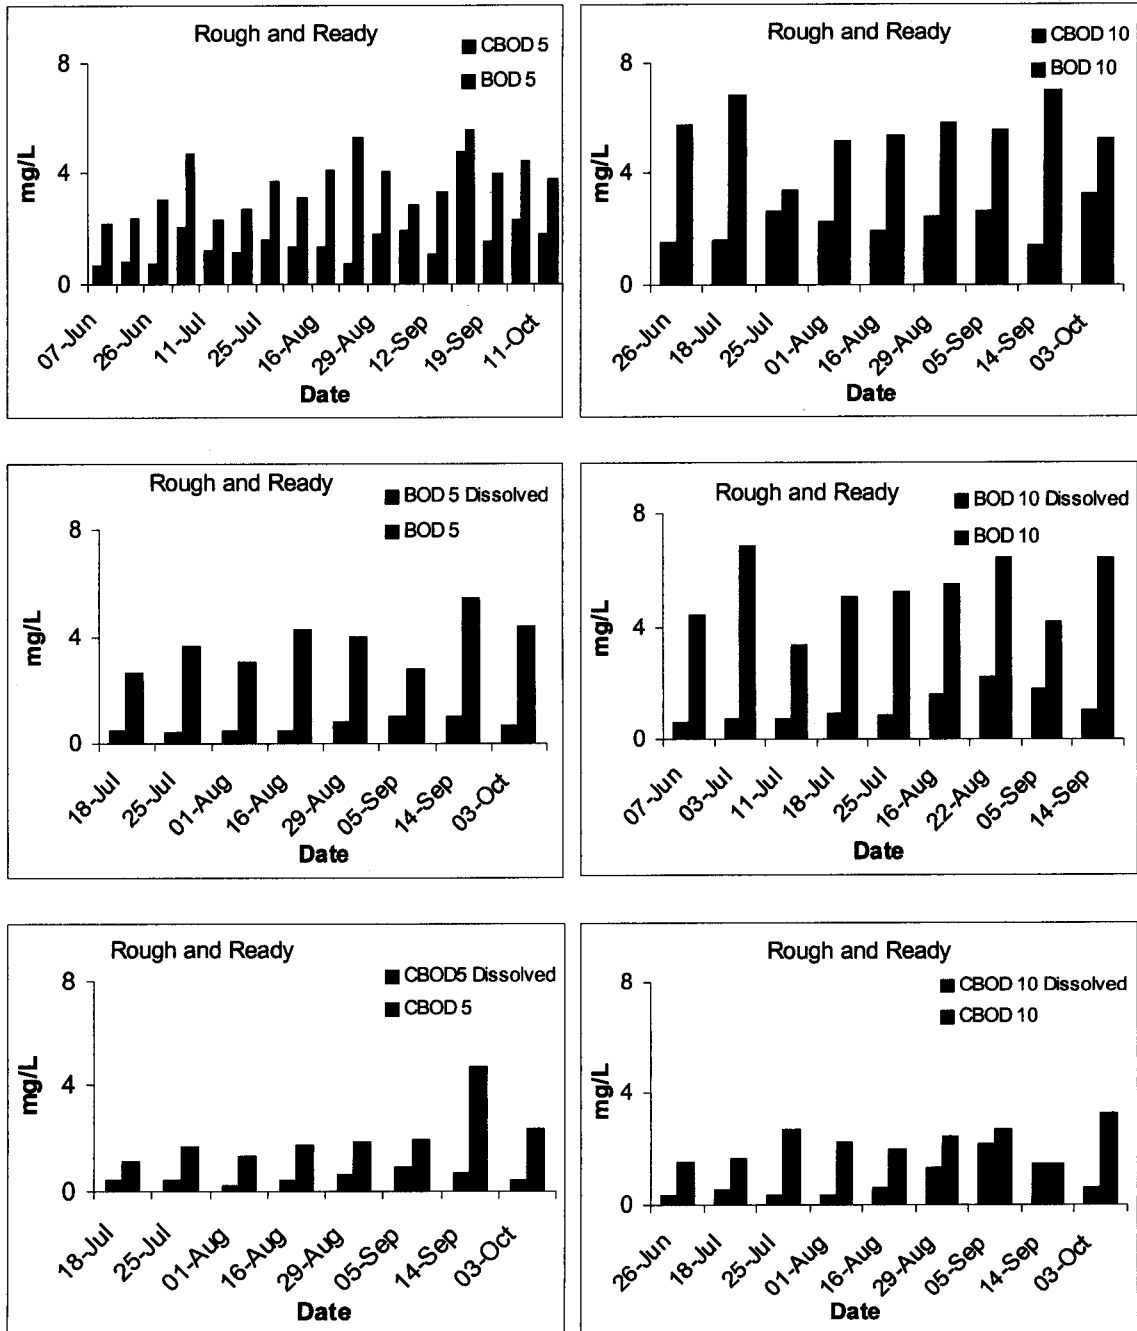 Rough and Ready
CBOD 5
BOD 5
8
4
0
mg/L
07-Jun
26-Jun
11-Jul
25-Jul
16-Aug
29-Aug
12-Sep
19-Sep
11-Oct
Date
Rough and Ready
CBOD 10
BOD 10
8
4
0
mg/L
26-Jun
18-Jul
25-Jul
01-Aug
16-Aug
29-Aug
05-Sep
14-Sep
03-Oct
Date
Rough and Ready
BOD 5 Dissolved
BOD 5
8
4
0
mg/L
18-Jul
25-Jul
01-Aug
16-Aug
29-Aug
05-Sep
14-Sep
03-Oct
Date
Rough and Ready
BOD 10 Dissolved
BOD 10
8
4
0
mg/L
07-Jun
03-Jul
11-Jul
18-Jul
25-Jul
16-Aug
22-Aug
05-Sep
14-Sep
Date
Rough and Ready
CBOD5 Dissolved
CBOD 5
8
4
0
mg/L
18-Jul
25-Jul
01-Aug
16-Aug
29-Aug
05-Sep
14-Sep
03-Oct
Date
Rough and Ready
CBOD 10 Dissolved
CBOD 10
8
4
0
mg/L
26-Jun
18-Jul
25-Jul
01-Aug
16-Aug
29-Aug
05-Sep
14-Sep
03-Oct
Date